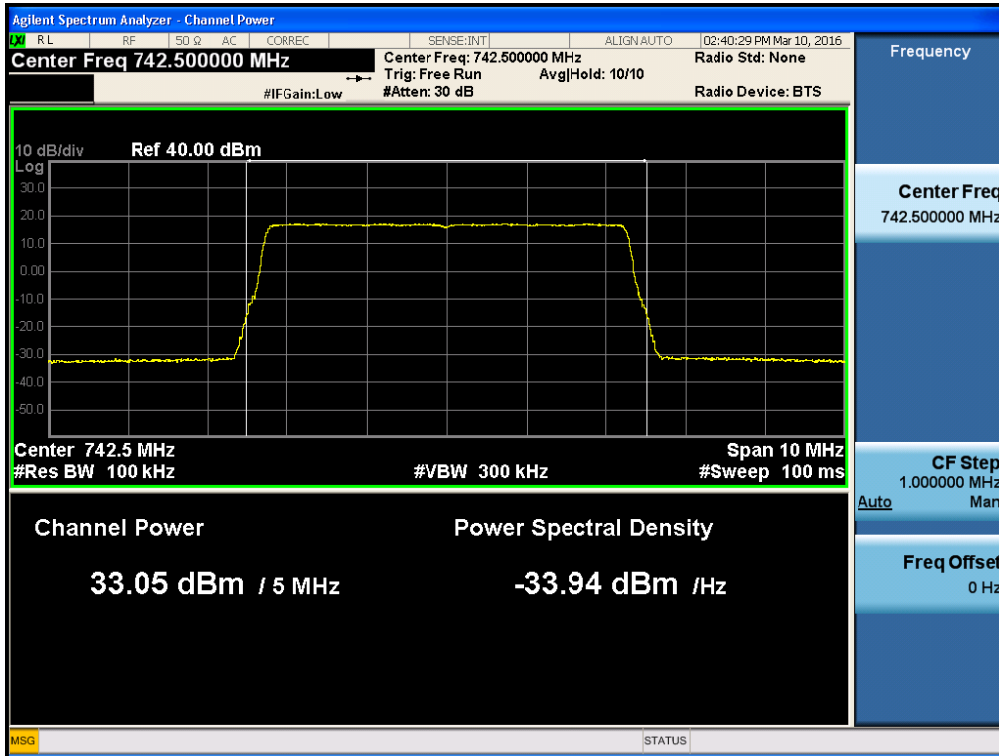 Agilent Spectrum Analyzer - Channel Power
LXI RL RF 50 Ω AC CORREC SENSE:INT ALIGN AUTO 02:40:29 PM Mar 10, 2016
Center Freq 742.500000 MHz
Center Freq: 742.500000 MHz Radio Std: None
Trig: Free Run Avg|Hold: 10/10
#IFGain:Low #Atten: 30 dB Radio Device: BTS
Frequency
10 dB/div Ref 40.00 dBm
Log
30.0
20.0
10.0
0.00
-10.0
-20.0
-30.0
-40.0
-50.0
Center 742.5 MHz Span 10 MHz
#Res BW 100 kHz #VBW 300 kHz #Sweep 100 ms
Center Freq
742.500000 MHz
CF Step
1.000000 MHz
Auto Man
Freq Offset
0 Hz
Channel Power Power Spectral Density
33.05 dBm / 5 MHz -33.94 dBm /Hz
MSG STATUS